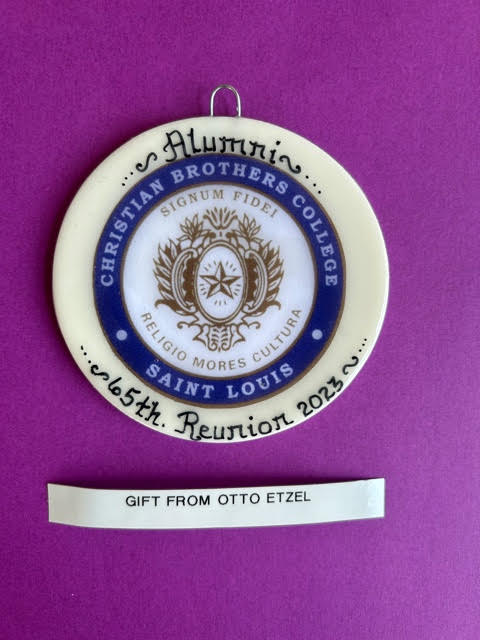 Alumni
CHRISTIAN BROTHERS COLLEGE
SIGNUM FIDEI
RELIGIO MORES CULTURA
SAINT LOUIS
65th. Reunion 2023
GIFT FROM OTTO ETZEL